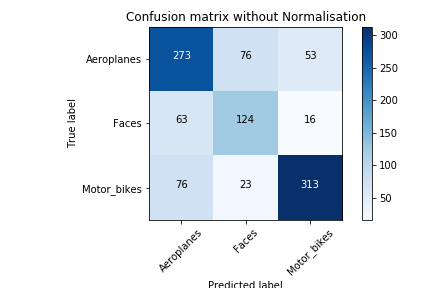 Confusion matrix without Normalisation
Aeroplanes 273 76 53
Faces 63 124 16
Motor_bikes 76 23 313
True label
Aeroplanes Faces Motor_bikes
Predicted label
300
250
200
150
100
50